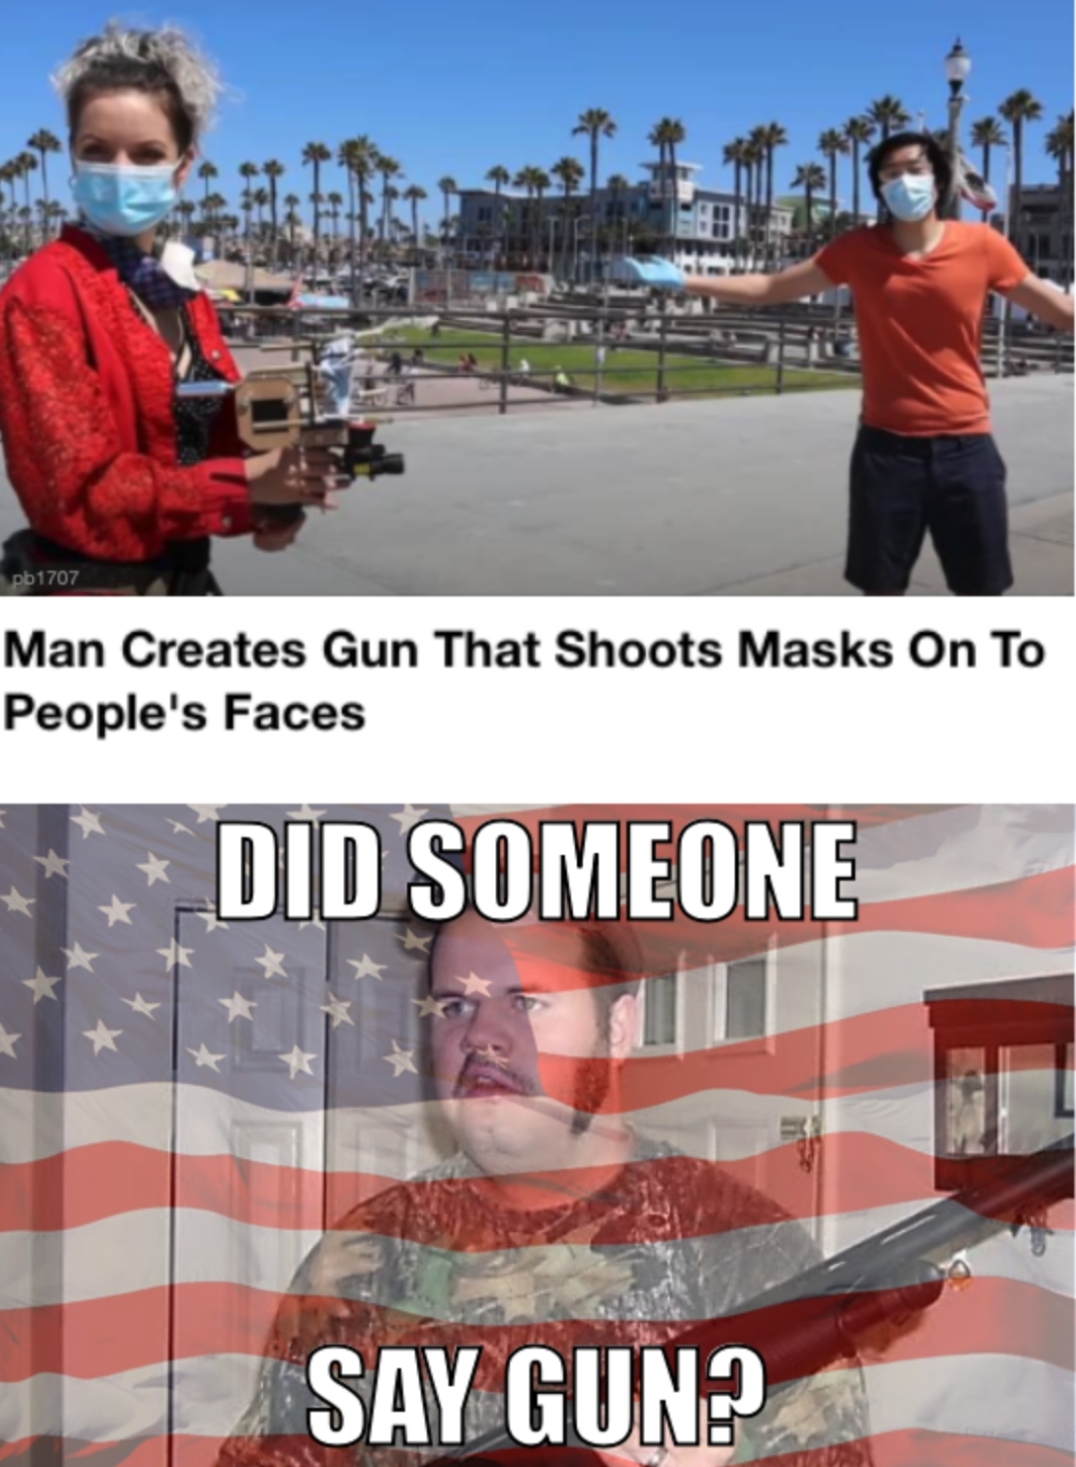 pb1707
Man Creates Gun That Shoots Masks On To
People's Faces
DID SOMEONE
SAY GUN?